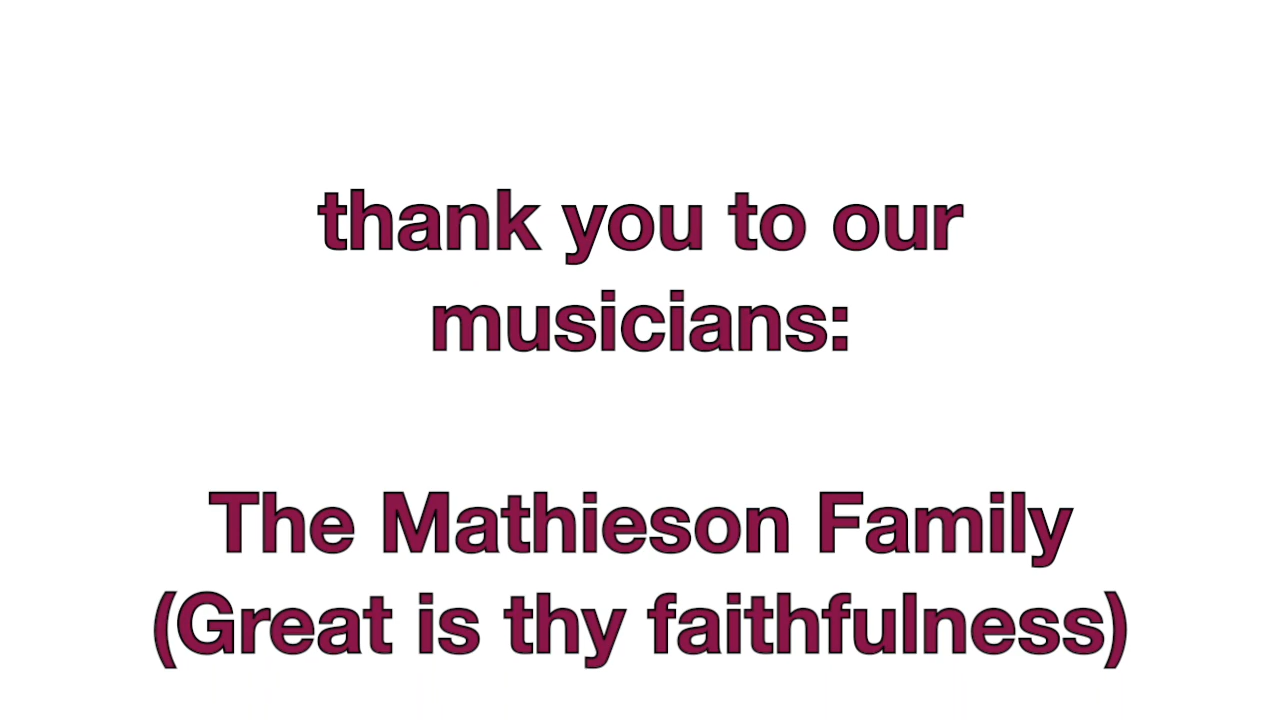 thank you to our
musicians:
The Mathieson Family
(Great is thy faithfulness)